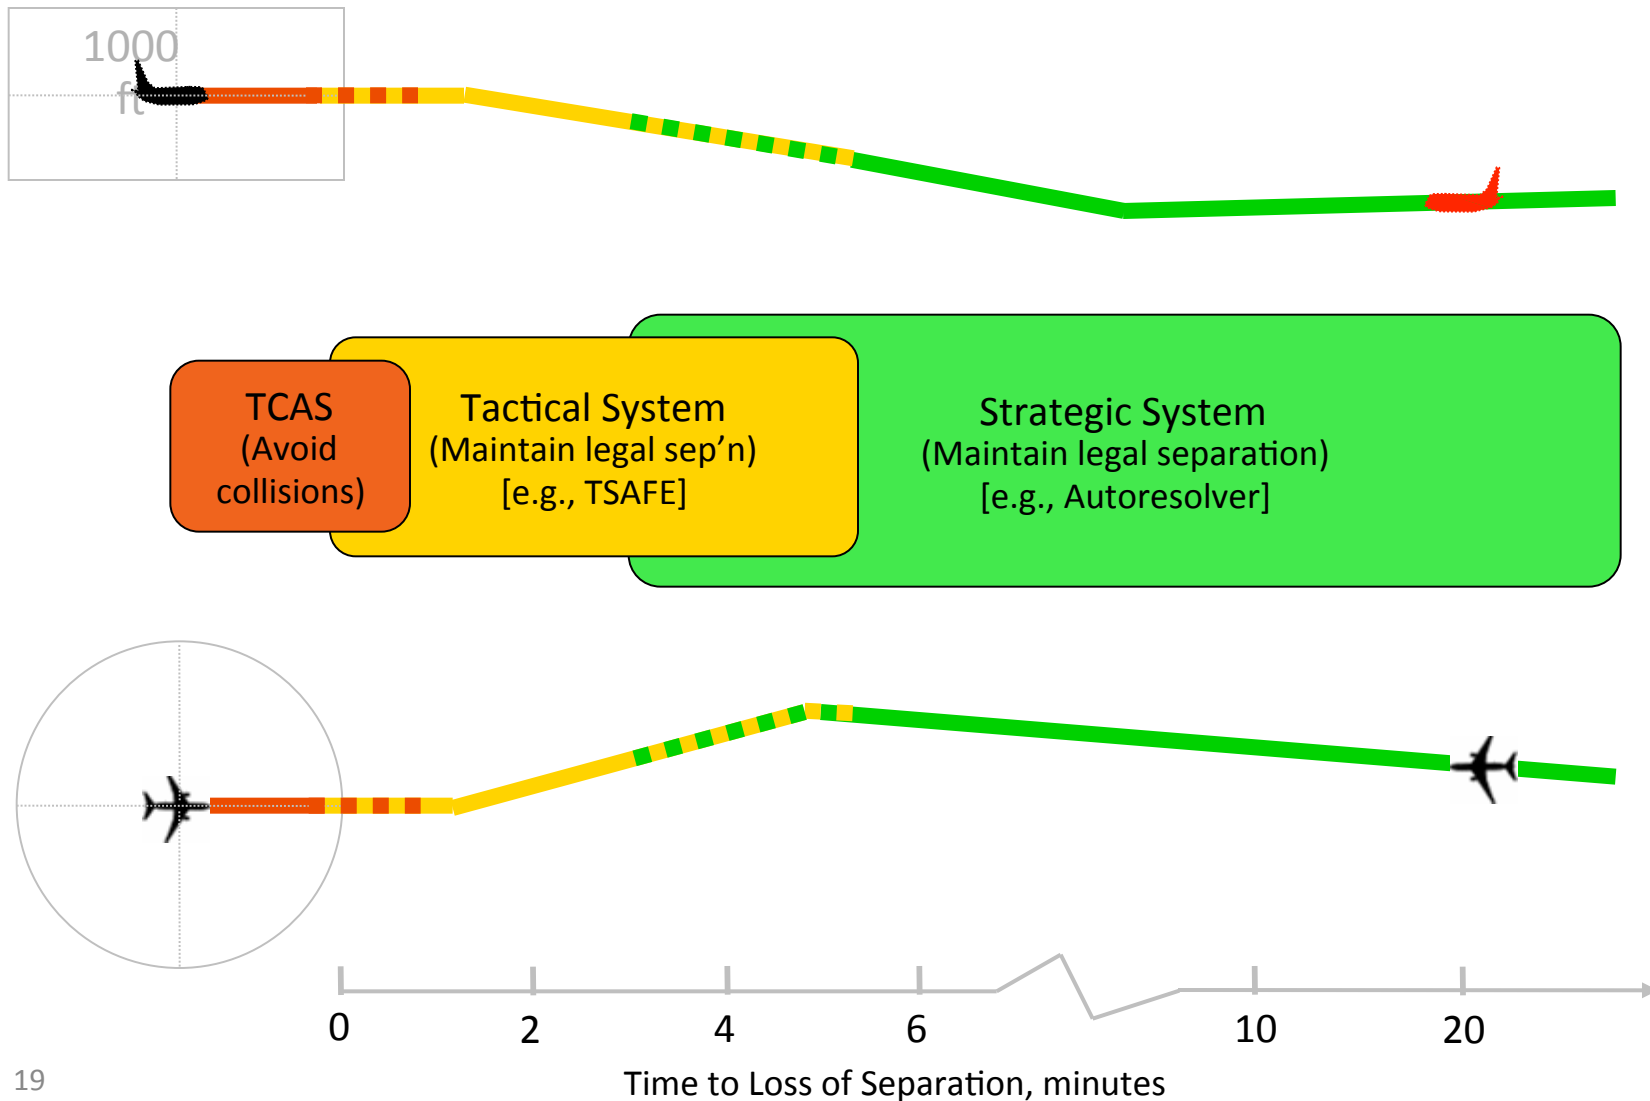 1000
ft
TCAS
(Avoid
collisions)
Tactical System
(Maintain legal sep’n)
[e.g., TSAFE]
Strategic System
(Maintain legal separation)
[e.g., Autoresolver]
0 2 4 6 10 20
Time to Loss of Separation, minutes
19